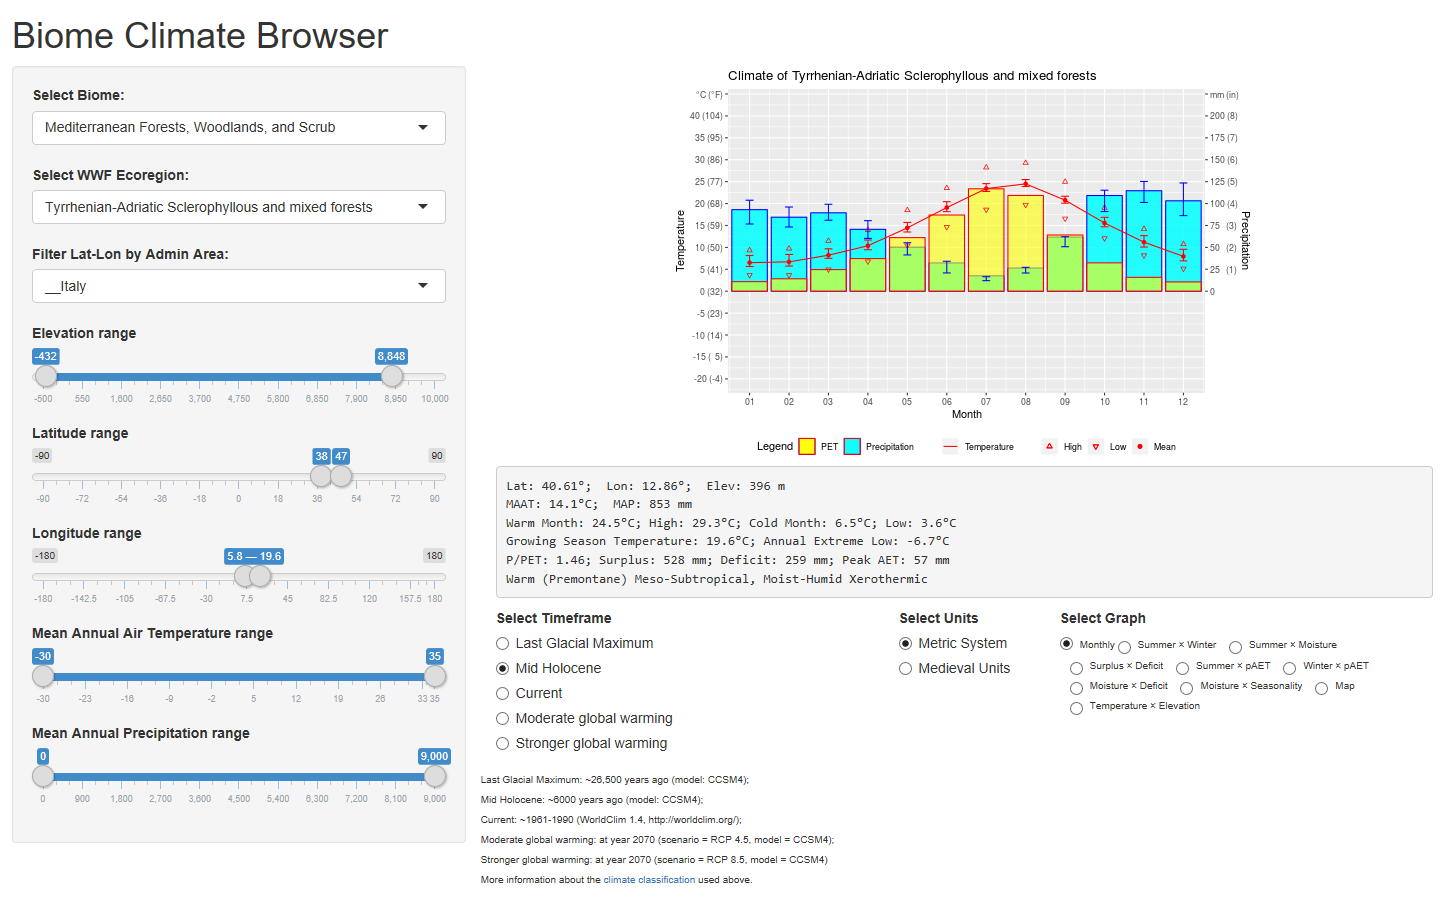 Biome Climate Browser
Select Biome:
Mediterranean Forests, Woodlands, and Scrub
Select WWF Ecoregion:
Tyrrhenian-Adriatic Sclerophyllous and mixed forests
Filter Lat-Lon by Admin Area:
__Italy
Elevation range
-432 8,848
-500 550 1,600 2,650 3,700 4,750 5,800 6,850 7,900 8,950 10,000
Latitude range
-90 38 47 90
-90 -72 -54 -36 -18 0 18 36 54 72 90
Longitude range
-180 5.8 — 19.6 180
-180 -142.5 -105 -67.5 -30 7.5 45 82.5 120 157.5 180
Mean Annual Air Temperature range
-30 35
-30 -23 -16 -9 -2 5 12 19 26 33 35
Mean Annual Precipitation range
0 9,000
0 900 1,800 2,700 3,600 4,500 5,400 6,300 7,200 8,100 9,000
Climate of Tyrrhenian-Adriatic Sclerophyllous and mixed forests
°C (°F) mm (in)
40 (104) 200 (8)
35 (95) 175 (7)
30 (86) 150 (6)
25 (77) 125 (5)
20 (68) 100 (4)
15 (59) 75 (3)
10 (50) 50 (2)
5 (41) 25 (1)
0 (32) 0
-5 (23)
-10 (14)
-15 ( 5)
-20 (-4)
Temperature
Precipitation
01 02 03 04 05 06 07 08 09 10 11 12
Month
Legend PET Precipitation Temperature High Low Mean
Lat: 40.61°; Lon: 12.86°; Elev: 396 m
MAAT: 14.1°C; MAP: 853 mm
Warm Month: 24.5°C; High: 29.3°C; Cold Month: 6.5°C; Low: 3.6°C
Growing Season Temperature: 19.6°C; Annual Extreme Low: -6.7°C
P/PET: 1.46; Surplus: 528 mm; Deficit: 259 mm; Peak AET: 57 mm
Warm (Premontane) Meso-Subtropical, Moist-Humid Xerothermic
Select Timeframe
Last Glacial Maximum
Mid Holocene
Current
Moderate global warming
Stronger global warming
Select Units
Metric System
Medieval Units
Select Graph
Monthly Summer × Winter Summer × Moisture
Surplus × Deficit Summer × pAET Winter × pAET
Moisture × Deficit Moisture × Seasonality Map
Temperature × Elevation
Last Glacial Maximum: ~26,500 years ago (model: CCSM4);
Mid Holocene: ~6000 years ago (model: CCSM4);
Current: ~1961-1990 (WorldClim 1.4, http://worldclim.org/);
Moderate global warming: at year 2070 (scenario = RCP 4.5, model = CCSM4);
Stronger global warming: at year 2070 (scenario = RCP 8.5, model = CCSM4)
More information about the climate classification used above.